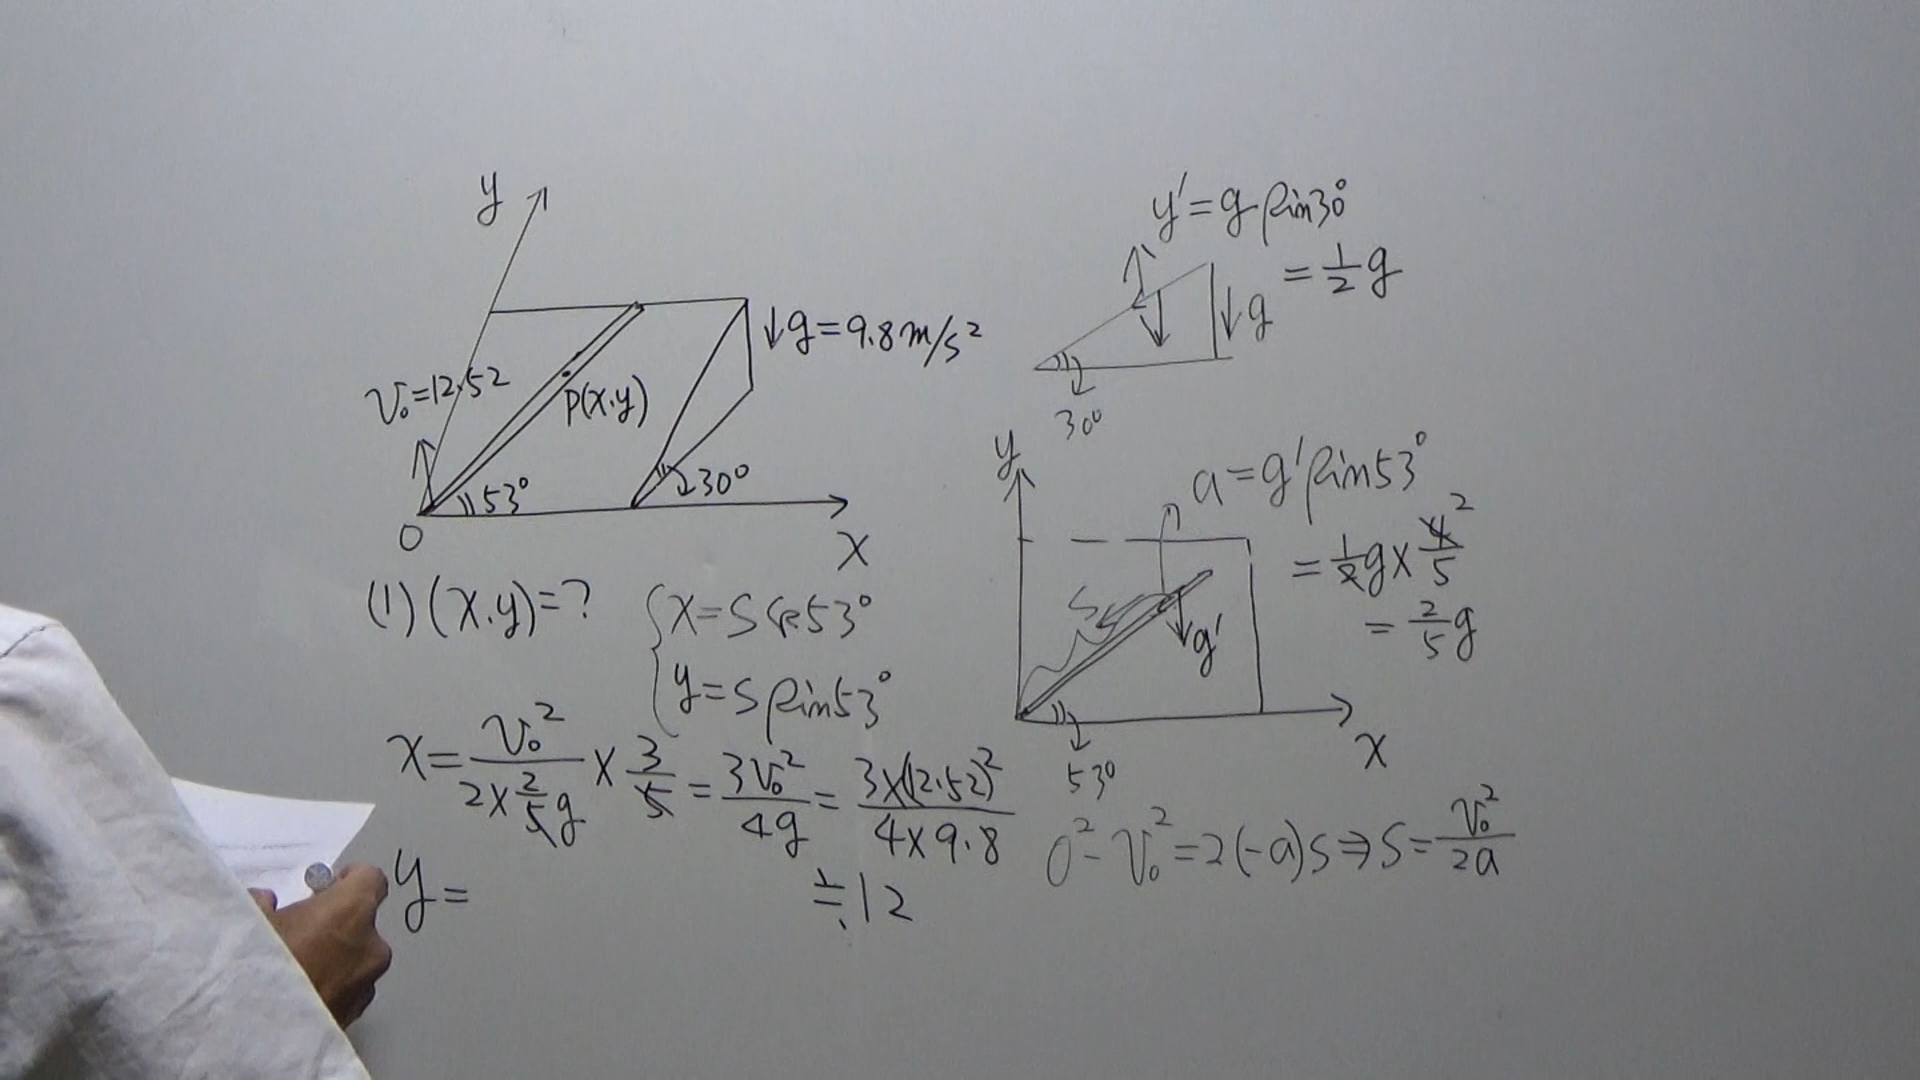 y
v₀=12.52
P(x.y)
↓g=9.8m/s²
53°
30°
O
x
y'=g sin30°
=1/2 g
↓g
30°
(1) (x.y)=?
{x=S cos53°
y=S sin53°
x=v₀²/(2×2/5 g)×3/5=3v₀²/4g=3×(12.52)²/(4×9.8)
≒12
y=
y
a=g'sin53°
=1/2 g×4/5 2
=2/5 g
S
g'
x
53°
0²-v₀²=2(-a)s⇒S=v₀²/2a